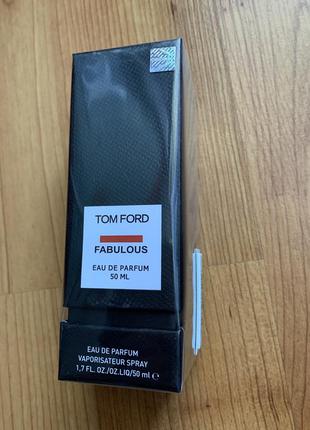 TOM FORD
FABULOUS
EAU DE PARFUM
50 ML
EAU DE PARFUM
VAPORISATEUR SPRAY
1,7 FL. OZ./OZ.LIQ/50 ml ℮